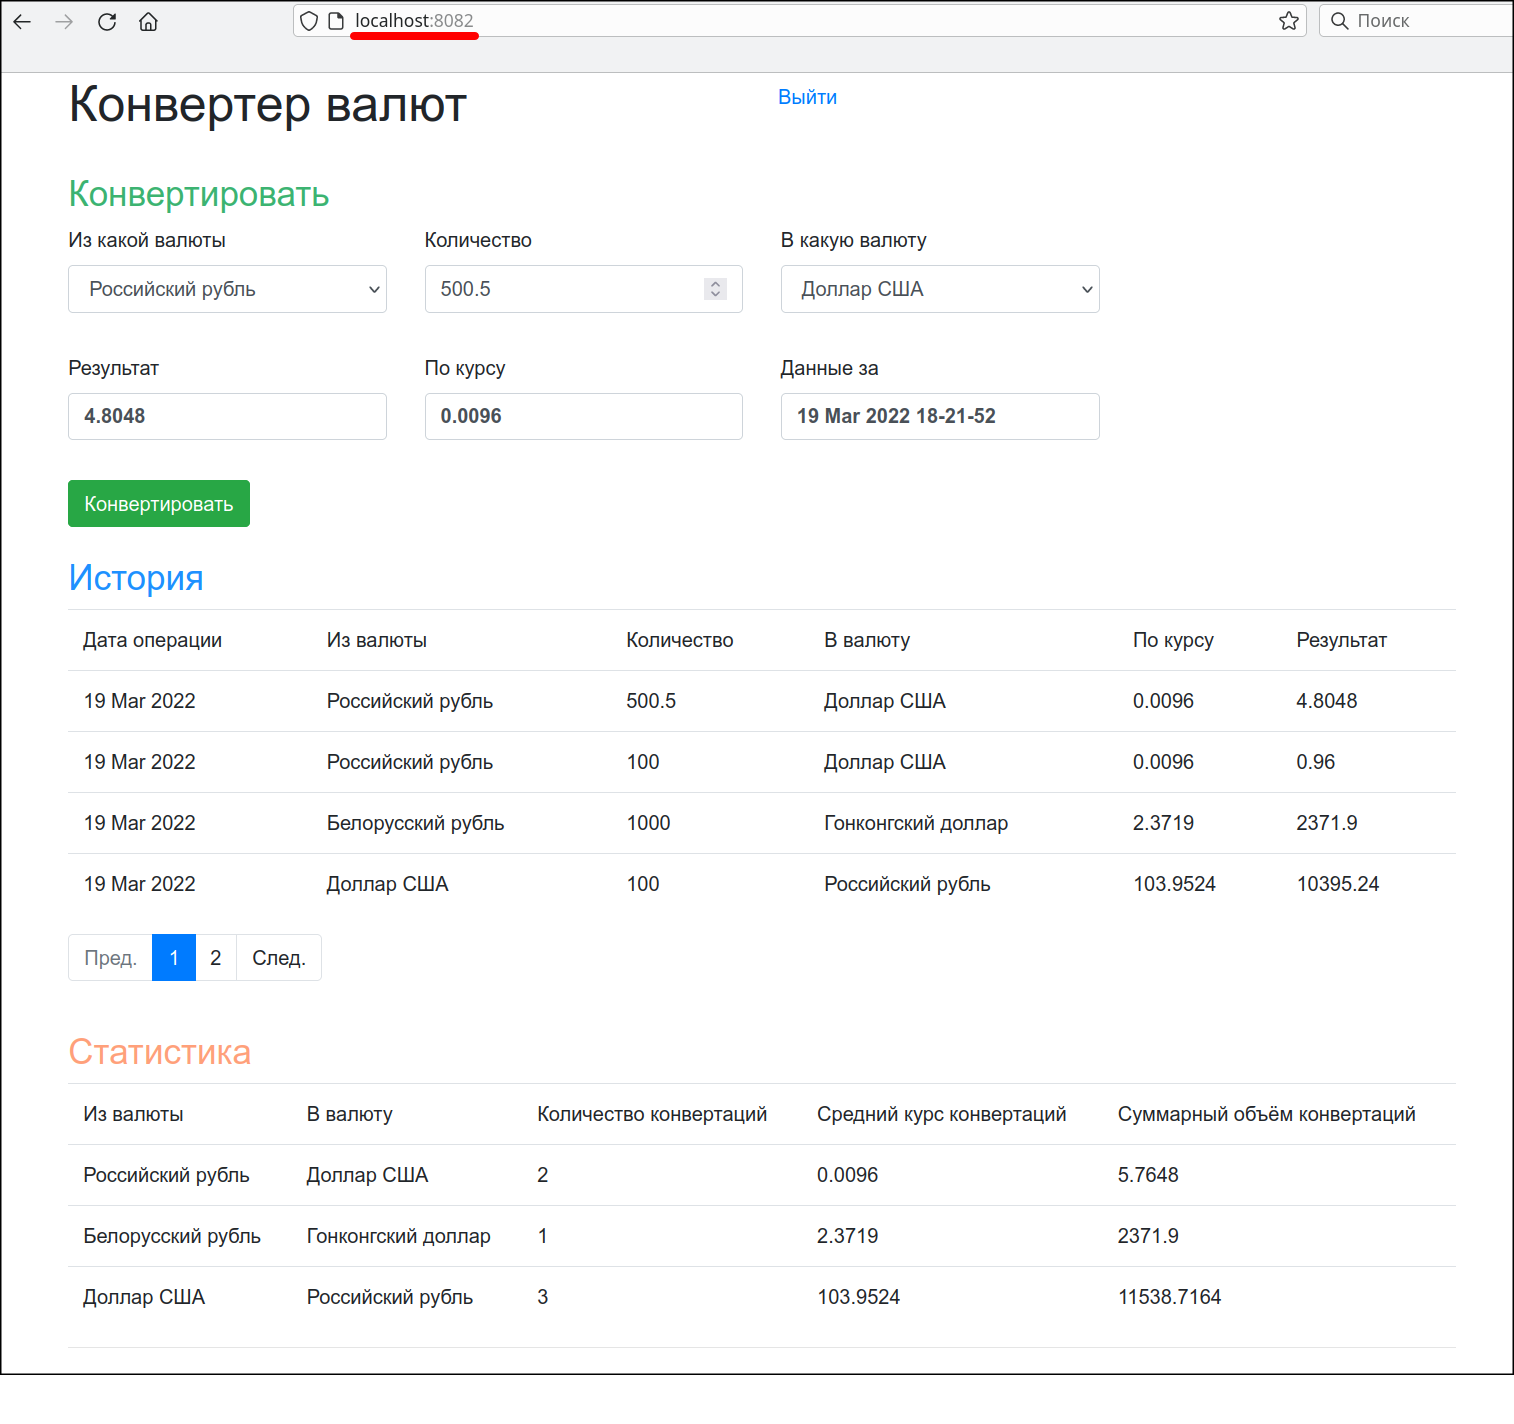 localhost:8082 Поиск
Конвертер валют Выйти
Конвертировать
Из какой валюты Количество В какую валюту
Российский рубль 500.5 Доллар США
Результат По курсу Данные за
4.8048 0.0096 19 Mar 2022 18-21-52
Конвертировать
История
Дата операции Из валюты Количество В валюту По курсу Результат
19 Mar 2022 Российский рубль 500.5 Доллар США 0.0096 4.8048
19 Mar 2022 Российский рубль 100 Доллар США 0.0096 0.96
19 Mar 2022 Белорусский рубль 1000 Гонконгский доллар 2.3719 2371.9
19 Mar 2022 Доллар США 100 Российский рубль 103.9524 10395.24
Пред. 1 2 След.
Статистика
Из валюты В валюту Количество конвертаций Средний курс конвертаций Суммарный объём конвертаций
Российский рубль Доллар США 2 0.0096 5.7648
Белорусский рубль Гонконгский доллар 1 2.3719 2371.9
Доллар США Российский рубль 3 103.9524 11538.7164